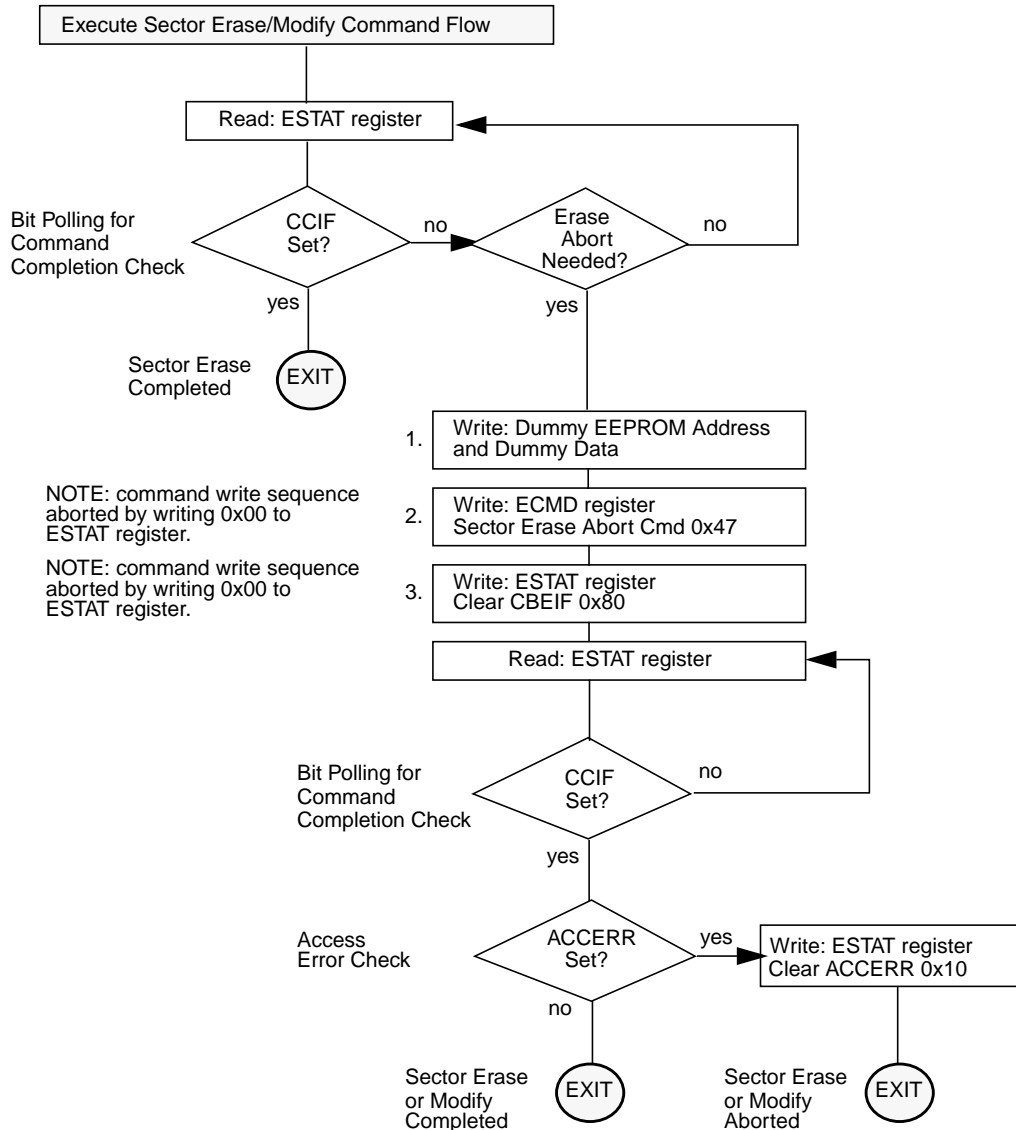 Execute Sector Erase/Modify Command Flow
Read: ESTAT register
Bit Polling for
Command
Completion Check
CCIF
Set?
no
Erase
Abort
Needed?
no
yes
yes
Sector Erase
Completed
EXIT
1.
Write: Dummy EEPROM Address
and Dummy Data
NOTE: command write sequence
aborted by writing 0x00 to
ESTAT register.
2.
Write: ECMD register
Sector Erase Abort Cmd 0x47
NOTE: command write sequence
aborted by writing 0x00 to
ESTAT register.
3.
Write: ESTAT register
Clear CBEIF 0x80
Read: ESTAT register
Bit Polling for
Command
Completion Check
CCIF
Set?
no
yes
Access
Error Check
ACCERR
Set?
yes
Write: ESTAT register
Clear ACCERR 0x10
no
Sector Erase
or Modify
Completed
EXIT
Sector Erase
or Modify
Aborted
EXIT